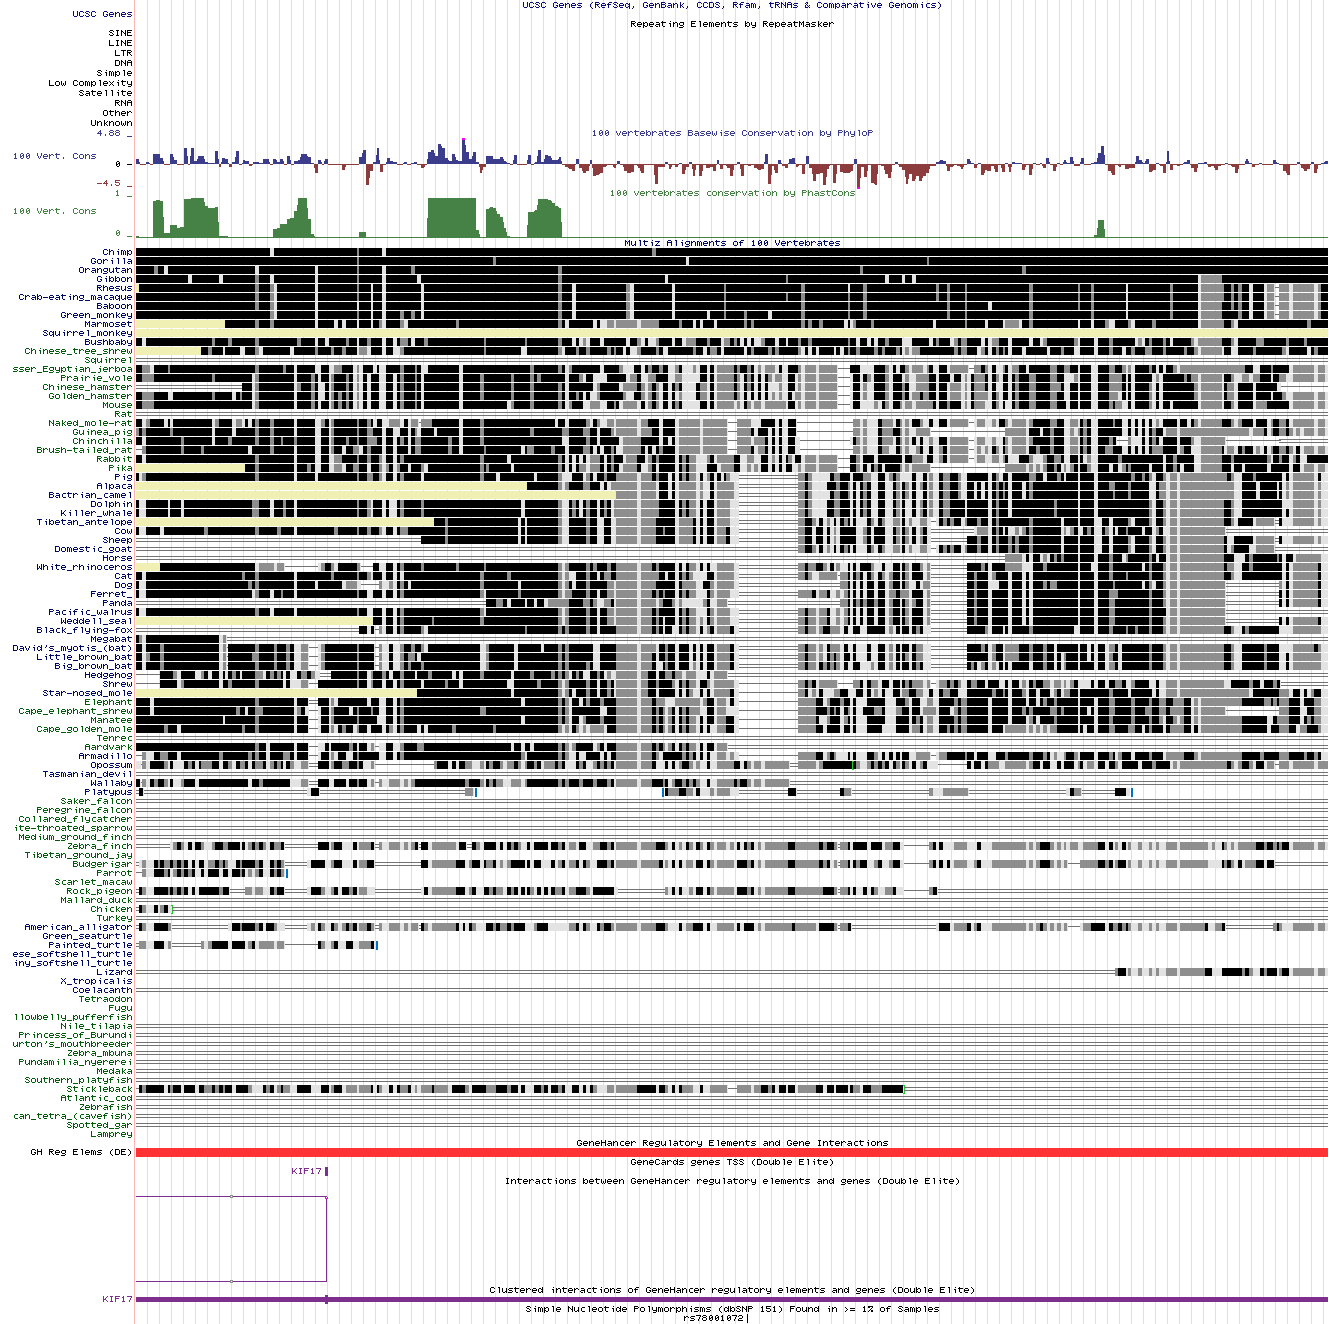 UCSC Genes (RefSeq, GenBank, CCDS, Rfam, tRNAs & Comparative Genomics)
UCSC Genes
Repeating Elements by RepeatMasker
SINE
LINE
LTR
DNA
Simple
Low Complexity
Satellite
RNA
Other
Unknown
100 vertebrates Basewise Conservation by PhyloP
4.88 _
100 Vert. Cons
0 -
-4.5 _
100 vertebrates conservation by PhastCons
1 _
100 Vert. Cons
0 _
Multiz Alignments of 100 Vertebrates
Chimp
Gorilla
Orangutan
Gibbon
Rhesus
Crab-eating_macaque
Baboon
Green_monkey
Marmoset
Squirrel_monkey
Bushbaby
Chinese_tree_shrew
Squirrel
sser_Egyptian_jerboa
Prairie_vole
Chinese_hamster
Golden_hamster
Mouse
Rat
Naked_mole-rat
Guinea_pig
Chinchilla
Brush-tailed_rat
Rabbit
Pika
Pig
Alpaca
Bactrian_camel
Dolphin
Killer_whale
Tibetan_antelope
Cow
Sheep
Domestic_goat
Horse
White_rhinoceros
Cat
Dog
Ferret_
Panda
Pacific_walrus
Weddell_seal
Black_flying-fox
Megabat
David's_myotis_(bat)
Little_brown_bat
Big_brown_bat
Hedgehog
Shrew
Star-nosed_mole
Elephant
Cape_elephant_shrew
Manatee
Cape_golden_mole
Tenrec
Aardvark
Armadillo
Opossum
Tasmanian_devil
Wallaby
Platypus
Saker_falcon
Peregrine_falcon
Collared_flycatcher
ite-throated_sparrow
Medium_ground_finch
Zebra_finch
Tibetan_ground_jay
Budgerigar
Parrot
Scarlet_macaw
Rock_pigeon
Mallard_duck
Chicken
Turkey
American_alligator
Green_seaturtle
Painted_turtle
ese_softshell_turtle
iny_softshell_turtle
Lizard
X_tropicalis
Coelacanth
Tetraodon
Fugu
llowbelly_pufferfish
Nile_tilapia
Princess_of_Burundi
urton's_mouthbreeder
Zebra_mbuna
Pundamilia_nyererei
Medaka
Southern_platyfish
Stickleback
Atlantic_cod
Zebrafish
can_tetra_(cavefish)
Spotted_gar
Lamprey
GeneHancer Regulatory Elements and Gene Interactions
GH Reg Elems (DE)
GeneCards genes TSS (Double Elite)
KIF17
Interactions between GeneHancer regulatory elements and genes (Double Elite)
Clustered interactions of GeneHancer regulatory elements and genes (Double Elite)
KIF17
Simple Nucleotide Polymorphisms (dbSNP 151) Found in >= 1% of Samples
rs78001072